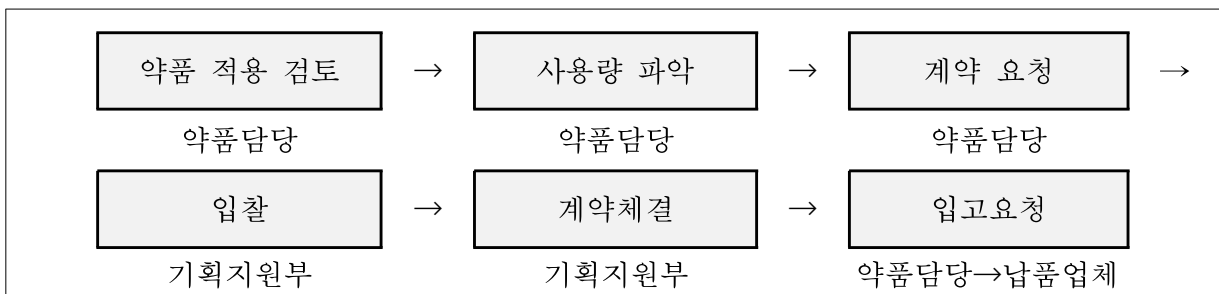 약품 적용 검토 → 사용량 파악 → 계약 요청 →
약품담당 약품담당 약품담당
입찰 → 계약체결 → 입고요청
기획지원부 기획지원부 약품담당→납품업체